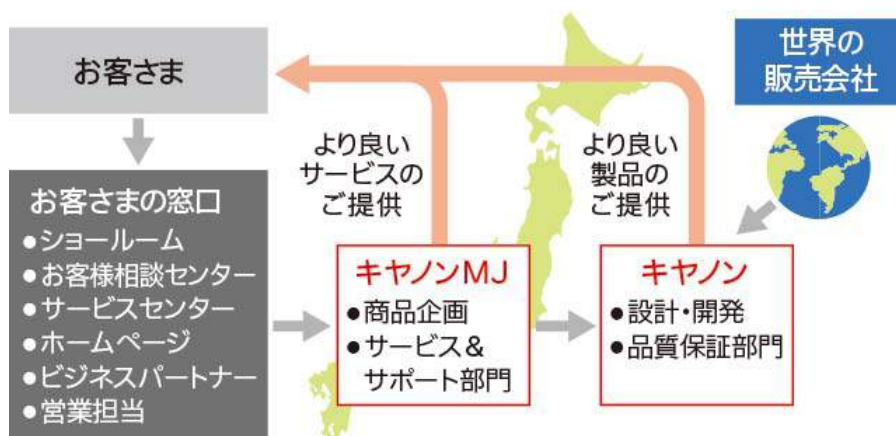 お客さま
世界の
販売会社
より良い
サービスの
ご提供
より良い
製品の
ご提供
お客さまの窓口
●ショールーム
●お客様相談センター
●サービスセンター
●ホームページ
●ビジネスパートナー
●営業担当
キヤノンMJ
●商品企画
●サービス&
サポート部門
キヤノン
●設計・開発
●品質保証部門